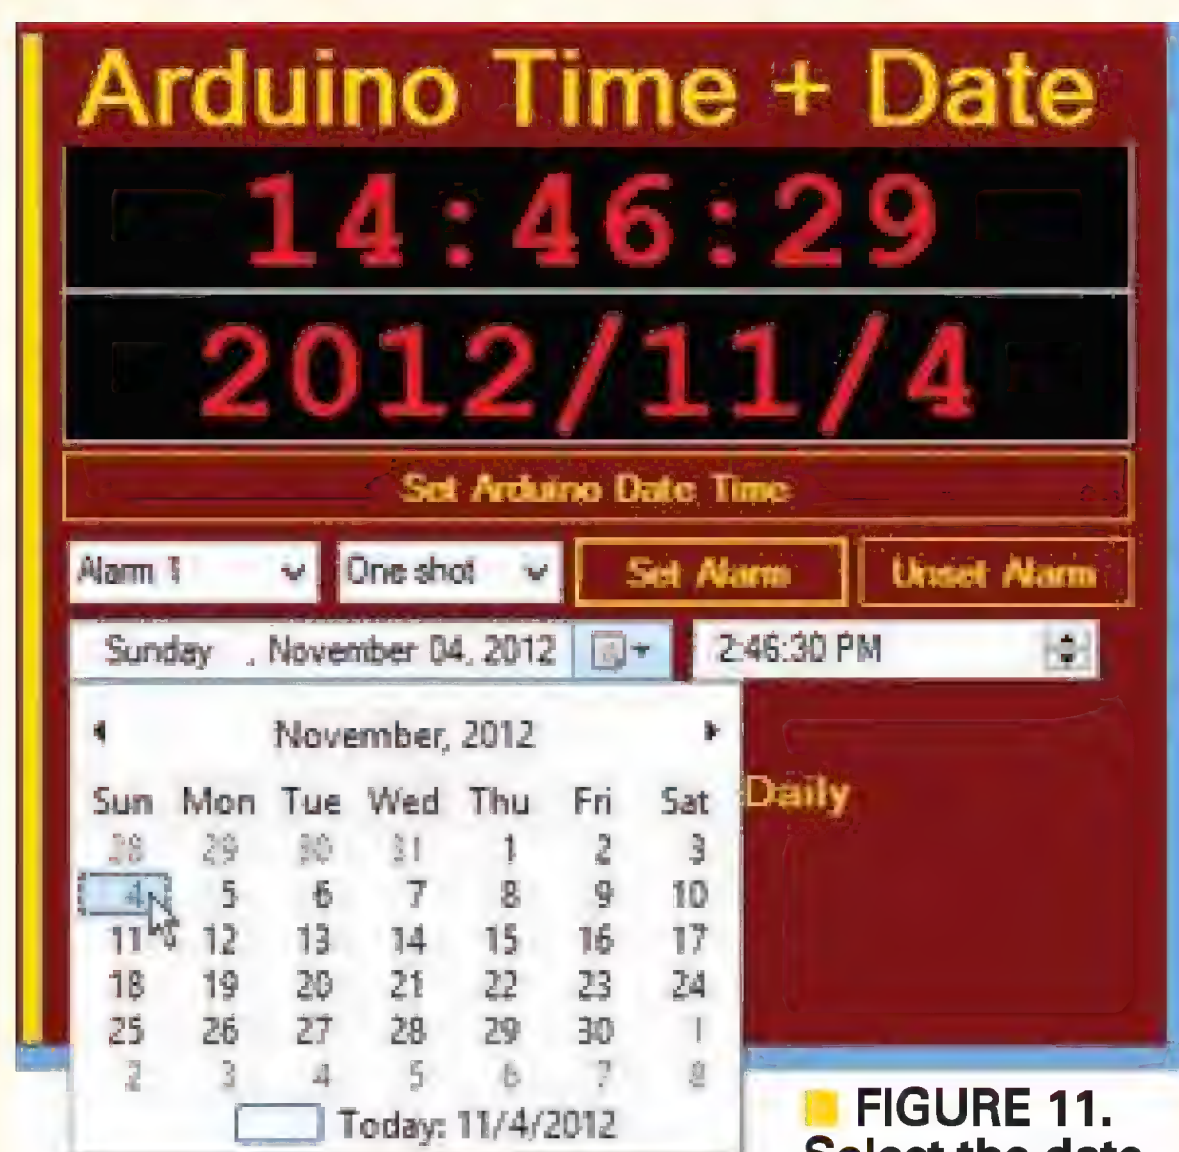 Arduino Time + Date
14:46:29
2012/11/4
Set Arduino Date Time
Alarm 1 One shot Set Alarm Unset Alarm
Sunday , November 04, 2012 2:46:30 PM
November, 2012
Sun Mon Tue Wed Thu Fri Sat
Daily
28 29 30 31 1 2 3
4 5 6 7 8 9 10
11 12 13 14 15 16 17
18 19 20 21 22 23 24
25 26 27 28 29 30 1
2 3 4 5 6 7 8
Today: 11/4/2012
FIGURE 11.
Select the date